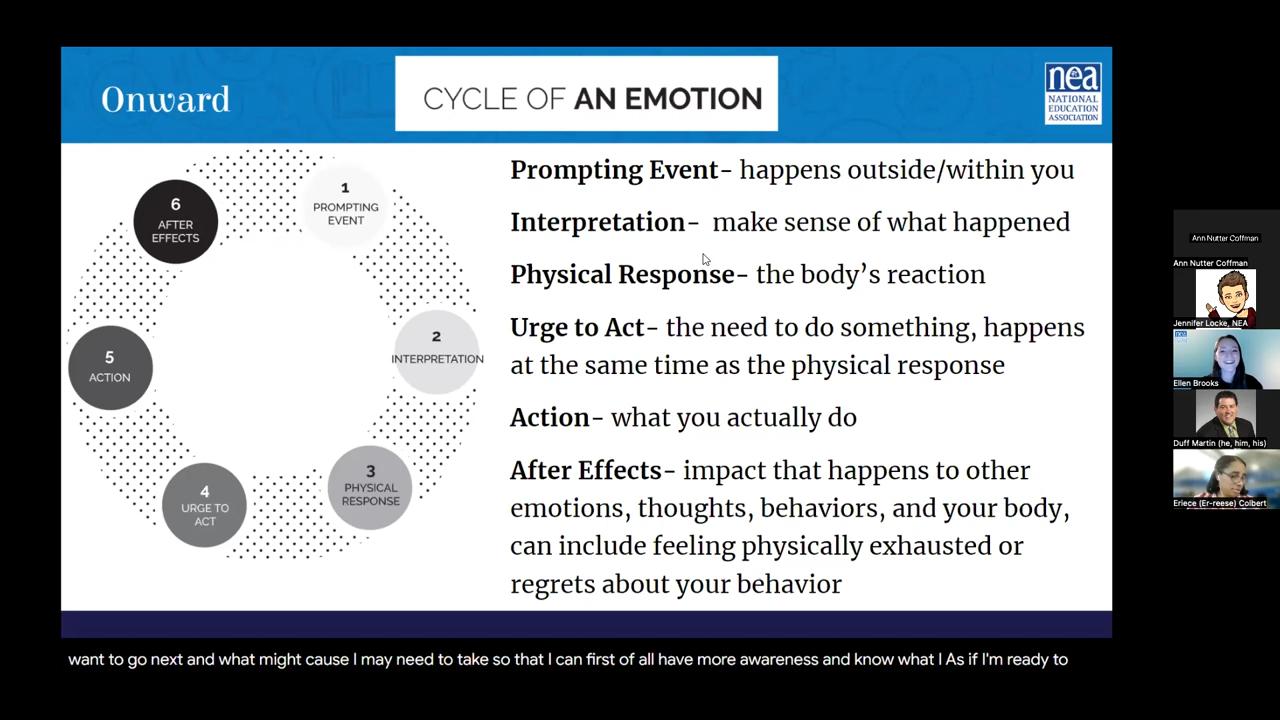 Onward
CYCLE OF AN EMOTION
nea
NATIONAL
EDUCATION
ASSOCIATION
1
PROMPTING
EVENT
2
INTERPRETATION
3
PHYSICAL
RESPONSE
4
URGE TO
ACT
5
ACTION
6
AFTER
EFFECTS
Prompting Event- happens outside/within you
Interpretation- make sense of what happened
Physical Response- the body’s reaction
Urge to Act- the need to do something, happens
at the same time as the physical response
Action- what you actually do
After Effects- impact that happens to other
emotions, thoughts, behaviors, and your body,
can include feeling physically exhausted or
regrets about your behavior
Ann Nutter Coffman
Ann Nutter Coffman
Jennifer Locke, NEA
nea
Ellen Brooks
Duff Martin (he, him, his)
Eriece (Er-reese) Colbert
want to go next and what might cause I may need to take so that I can first of all have more awareness and know what I As if I'm ready to